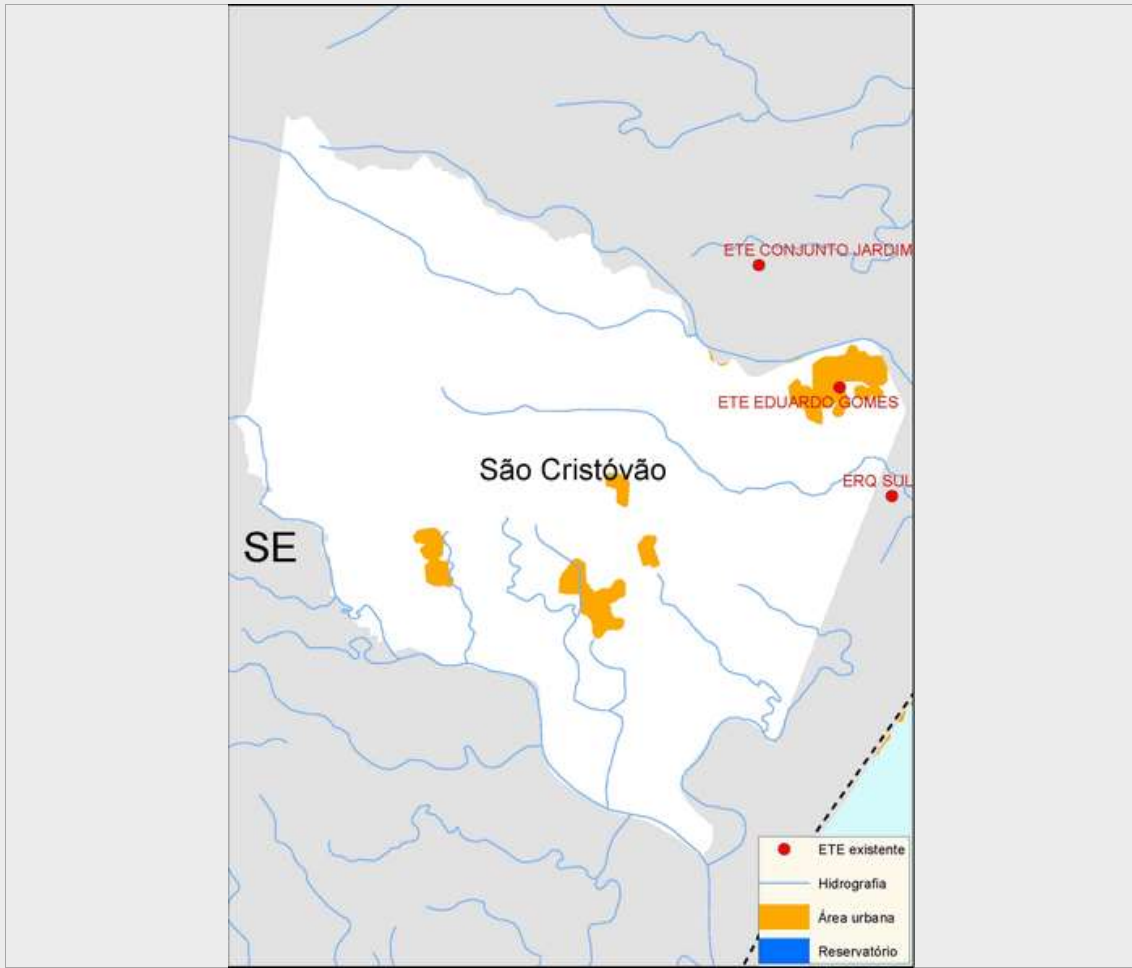 ETE CONJUNTO JARDIM
ETE EDUARDO GOMES
São Cristóvão
ERQ SUL
SE
ETE existente
Hidrografia
Área urbana
Reservatório